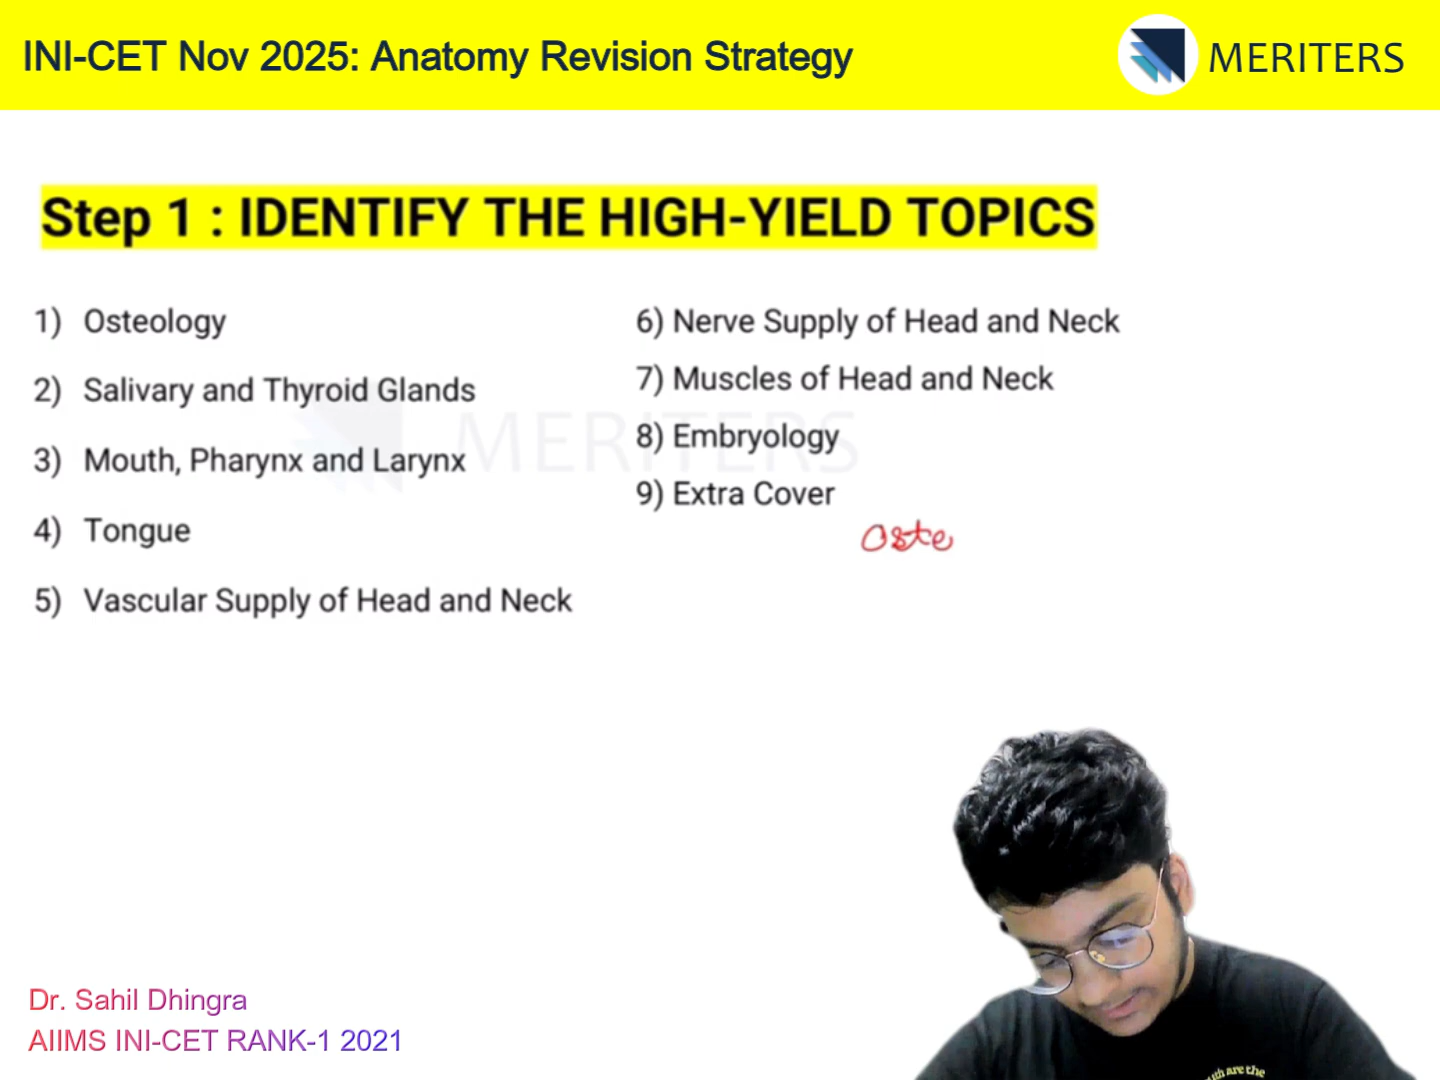 INI-CET Nov 2025: Anatomy Revision Strategy
MERITERS
Step 1 : IDENTIFY THE HIGH-YIELD TOPICS
1) Osteology
2) Salivary and Thyroid Glands
3) Mouth, Pharynx and Larynx
4) Tongue
5) Vascular Supply of Head and Neck
6) Nerve Supply of Head and Neck
7) Muscles of Head and Neck
8) Embryology
9) Extra Cover
Oste
MERITERS
Dr. Sahil Dhingra
AIIMS INI-CET RANK-1 2021
are the